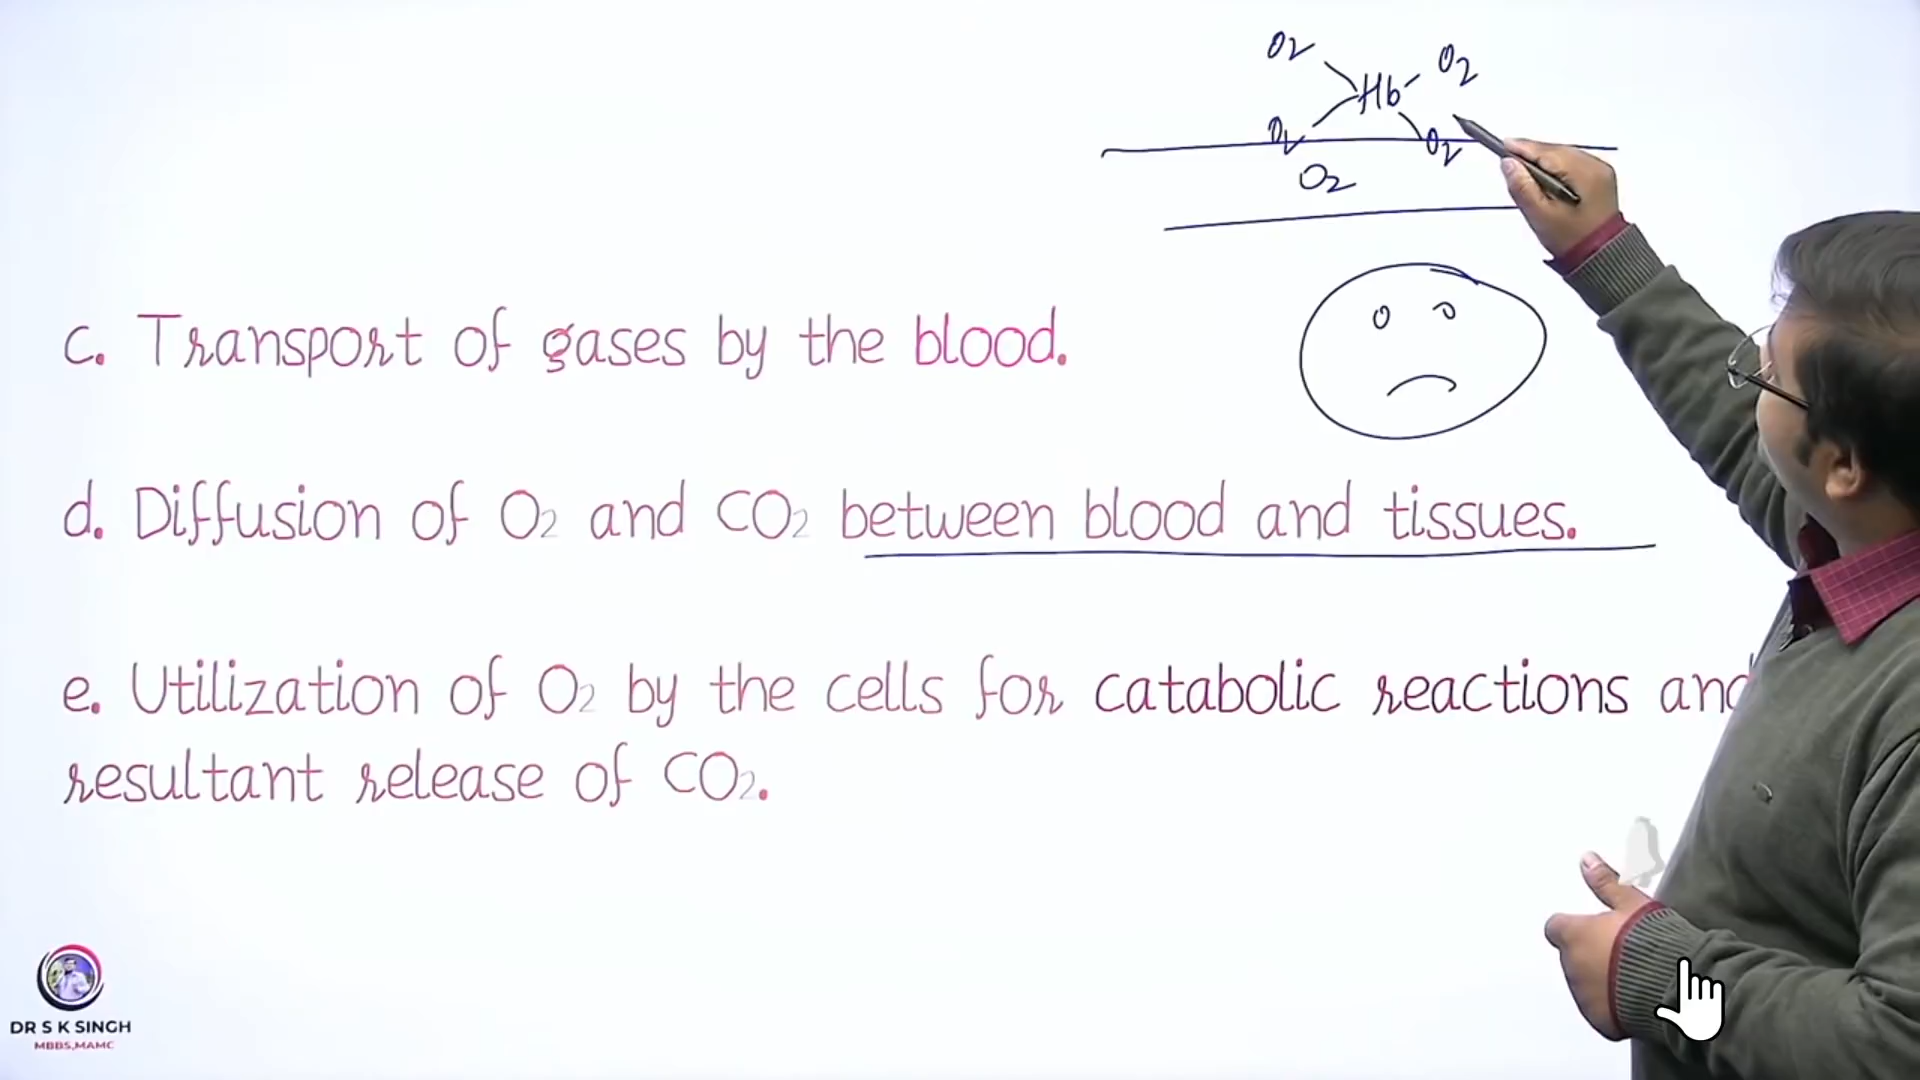 O2
Hb
O2
O2
O2
O2
c. Transport of gases by the blood.
d. Diffusion of O2 and CO2 between blood and tissues.
e. Utilization of O2 by the cells for catabolic reactions and
resultant release of CO2.
DR S K SINGH
MBBS,MAMC